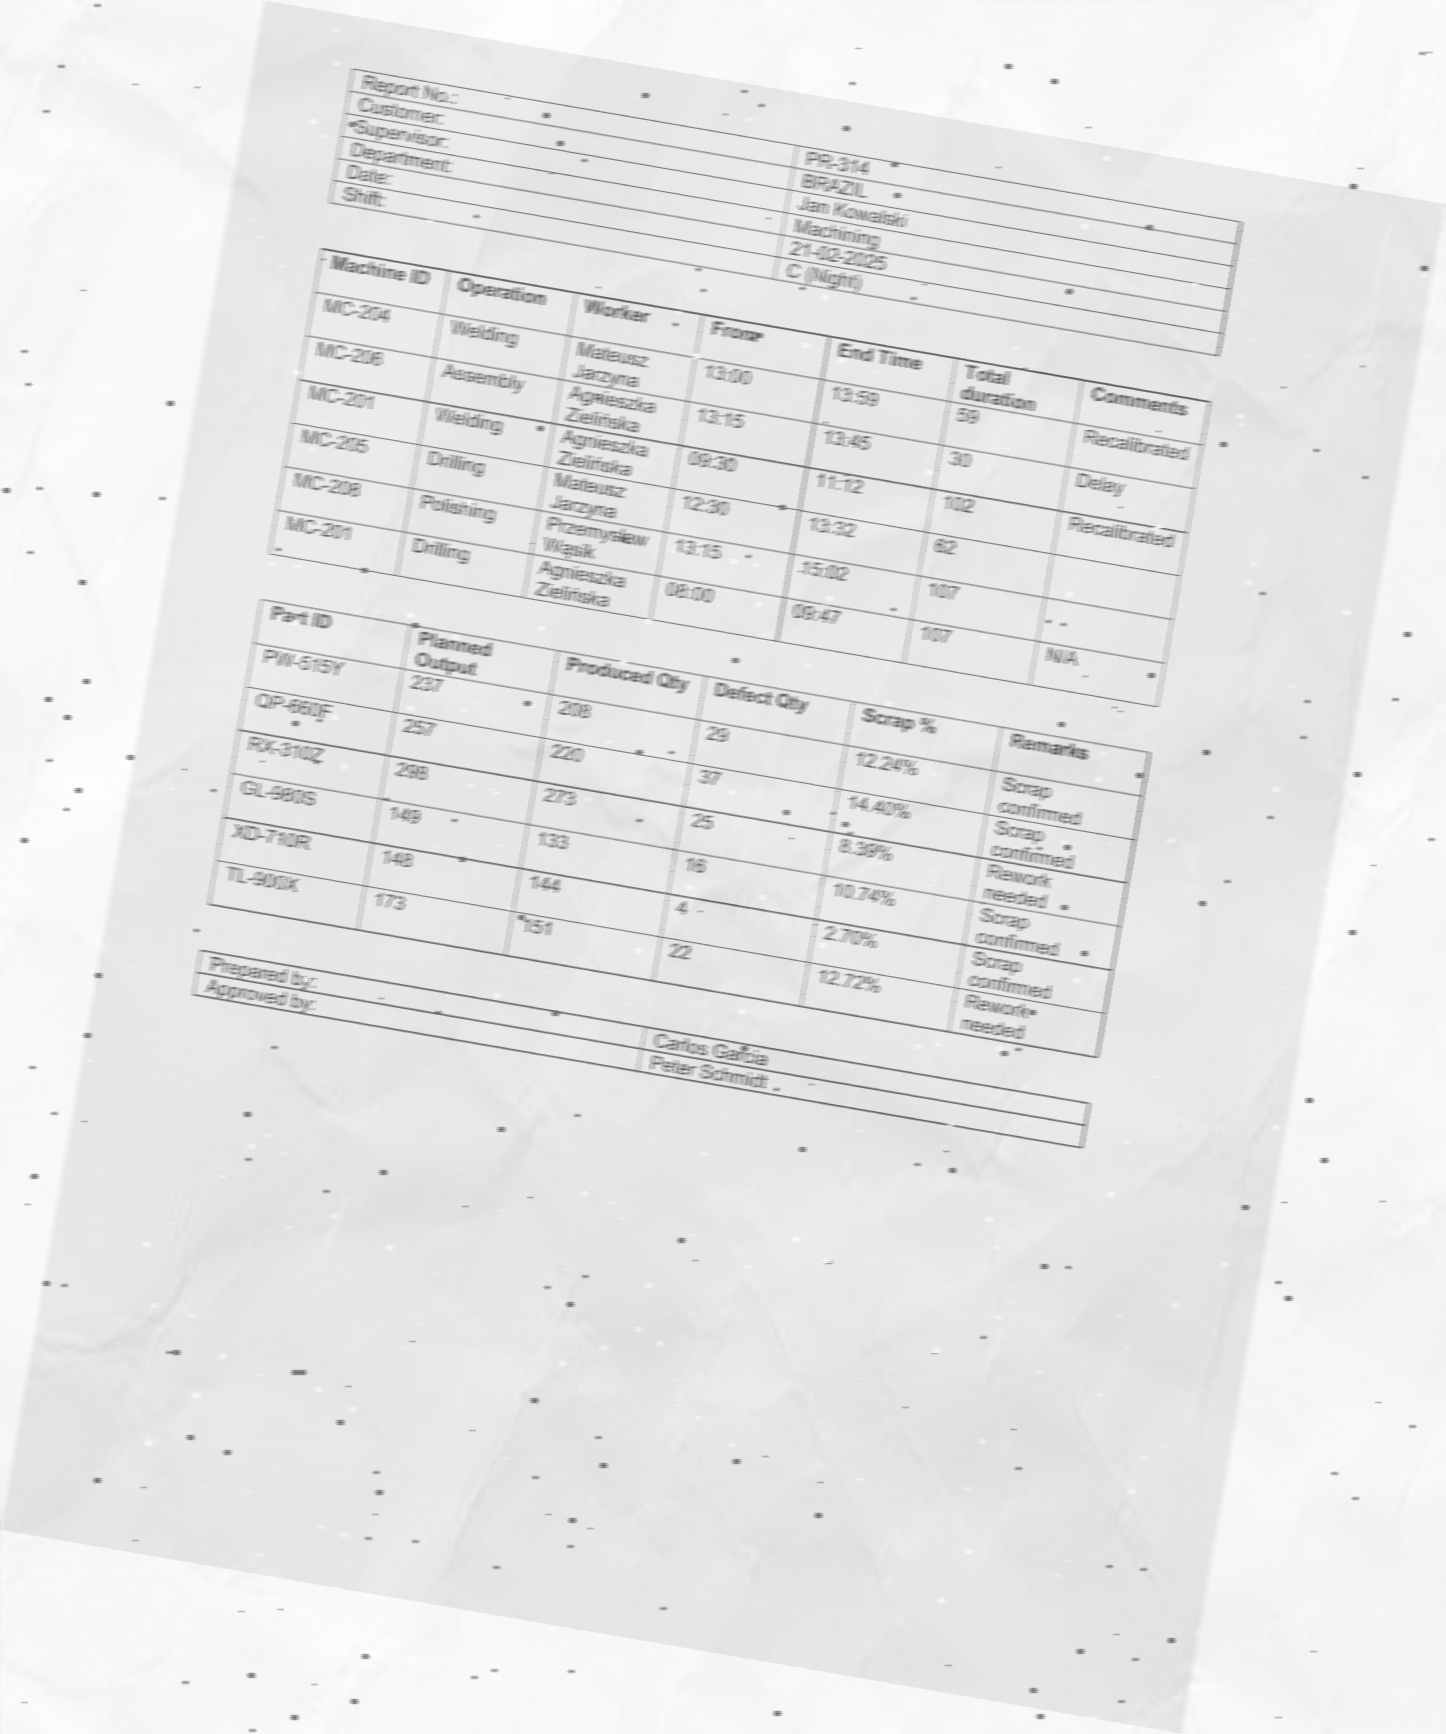 Report No.: PR-314
Customer: BRAZIL
Supervisor: Jan Kowalski
Department: Machining
Date: 21-02-2025
Shift: C (Night)
Machine ID Operation Worker From End Time Total duration Comments
MC-204 Welding Mateusz Jarzyna 13:00 13:59 59 Recalibrated
MC-206 Assembly Agnieszka Zielińska 13:15 13:45 30 Delay
MC-201 Welding Agnieszka Zielińska 09:30 11:12 102 Recalibrated
MC-205 Drilling Mateusz Jarzyna 12:30 13:32 62
MC-208 Polishing Przemysław Wąsik 13:15 15:02 107
MC-201 Drilling Agnieszka Zielińska 08:00 09:47 107 N/A
Part ID Planned Output Produced Qty Defect Qty Scrap % Remarks
PW-515Y 237 208 29 12.24% Scrap confirmed
QP-660F 257 220 37 14.40% Scrap confirmed
RX-310Z 298 273 25 8.39% Rework needed
GL-980S 149 133 16 10.74% Scrap confirmed
XD-710R 148 144 4 2.70% Scrap confirmed
TL-900X 173 151 22 12.72% Rework needed
Prepared by: Carlos Garcia
Approved by: Peter Schmidt